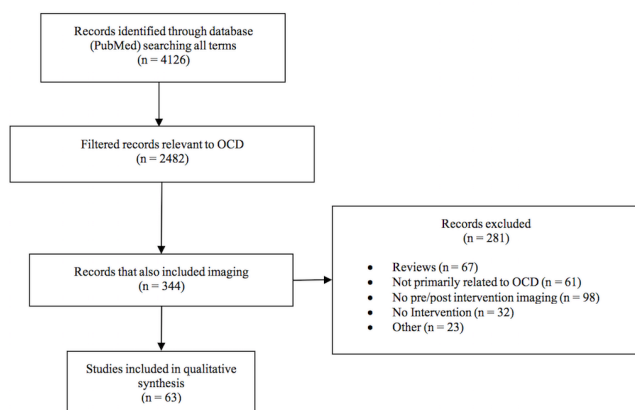 Records identified through database
(PubMed) searching all terms
(n = 4126)
Filtered records relevant to OCD
(n = 2482)
Records that also included imaging
(n = 344)
Records excluded
(n = 281)
• Reviews (n = 67)
• Not primarily related to OCD (n = 61)
• No pre/post intervention imaging (n = 98)
• No Intervention (n = 32)
• Other (n = 23)
Studies included in qualitative
synthesis
(n = 63)